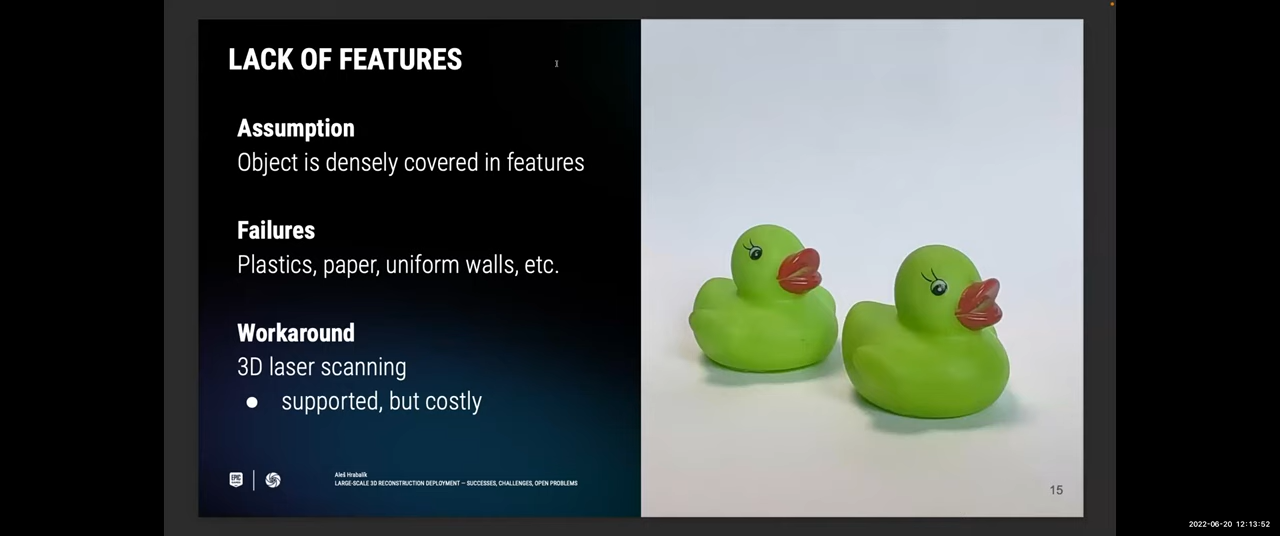 LACK OF FEATURES
Assumption
Object is densely covered in features
Failures
Plastics, paper, uniform walls, etc.
Workaround
3D laser scanning
● supported, but costly
EPIC
Aleš Hrabalík
LARGE-SCALE 3D RECONSTRUCTION DEPLOYMENT – SUCCESSES, CHALLENGES, OPEN PROBLEMS
15
2022-06-20 12:13:52